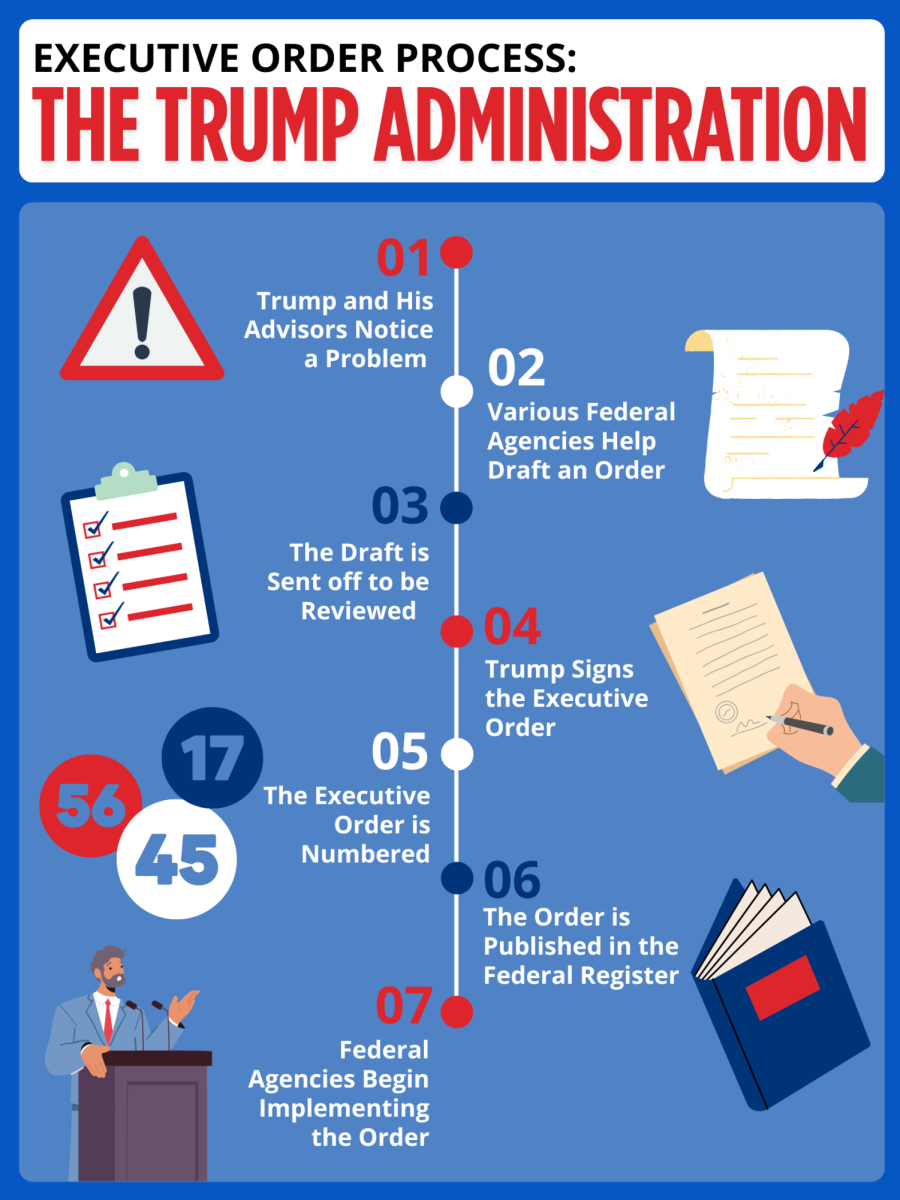 EXECUTIVE ORDER PROCESS:
THE TRUMP ADMINISTRATION
01
Trump and His
Advisors Notice
a Problem
02
Various Federal
Agencies Help
Draft an Order
03
The Draft is
Sent off to be
Reviewed
04
Trump Signs
the Executive
Order
05
The Executive
Order is
Numbered
17
56
45
06
The Order is
Published in the
Federal Register
07
Federal
Agencies Begin
Implementing
the Order